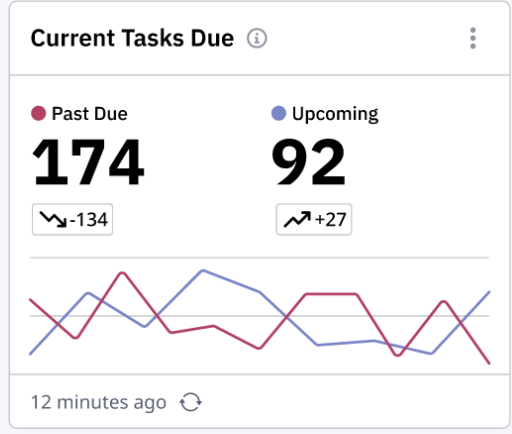 Current Tasks Due
Past Due
Upcoming
174
92
-134
+27
12 minutes ago